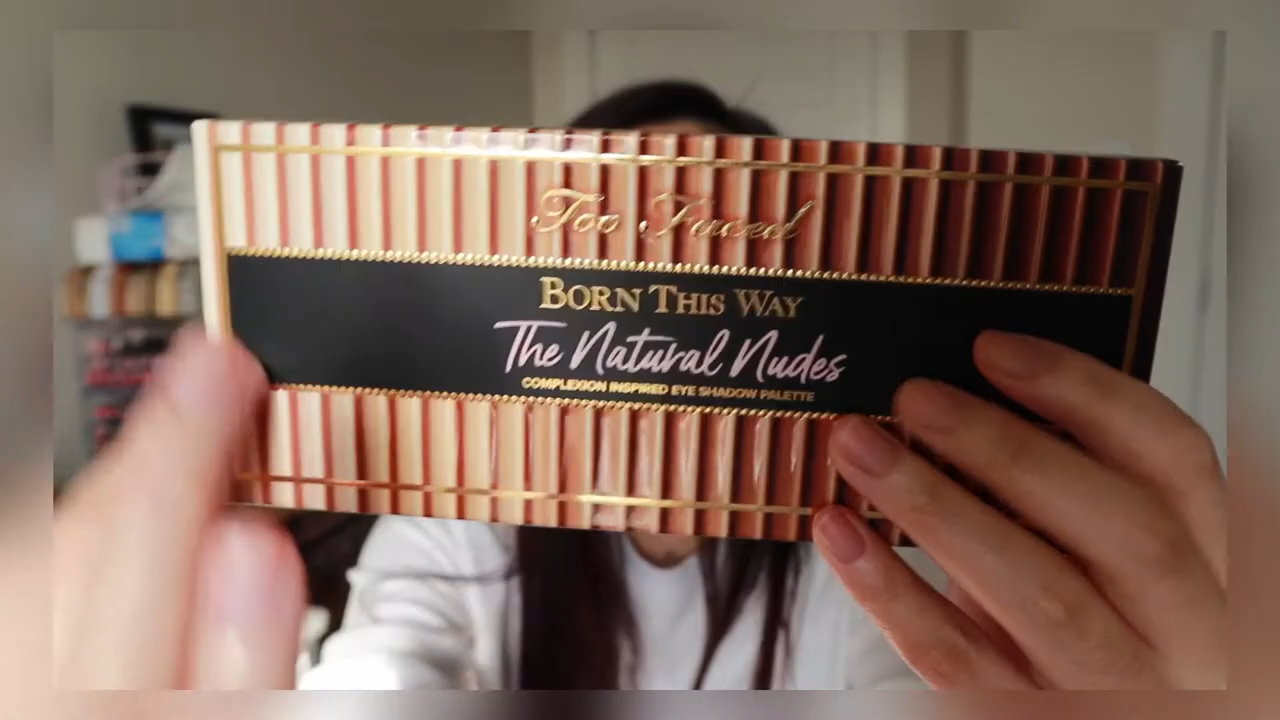 Too Faced
BORN THIS WAY
The Natural Nudes
COMPLEXION INSPIRED EYE SHADOW PALETTE